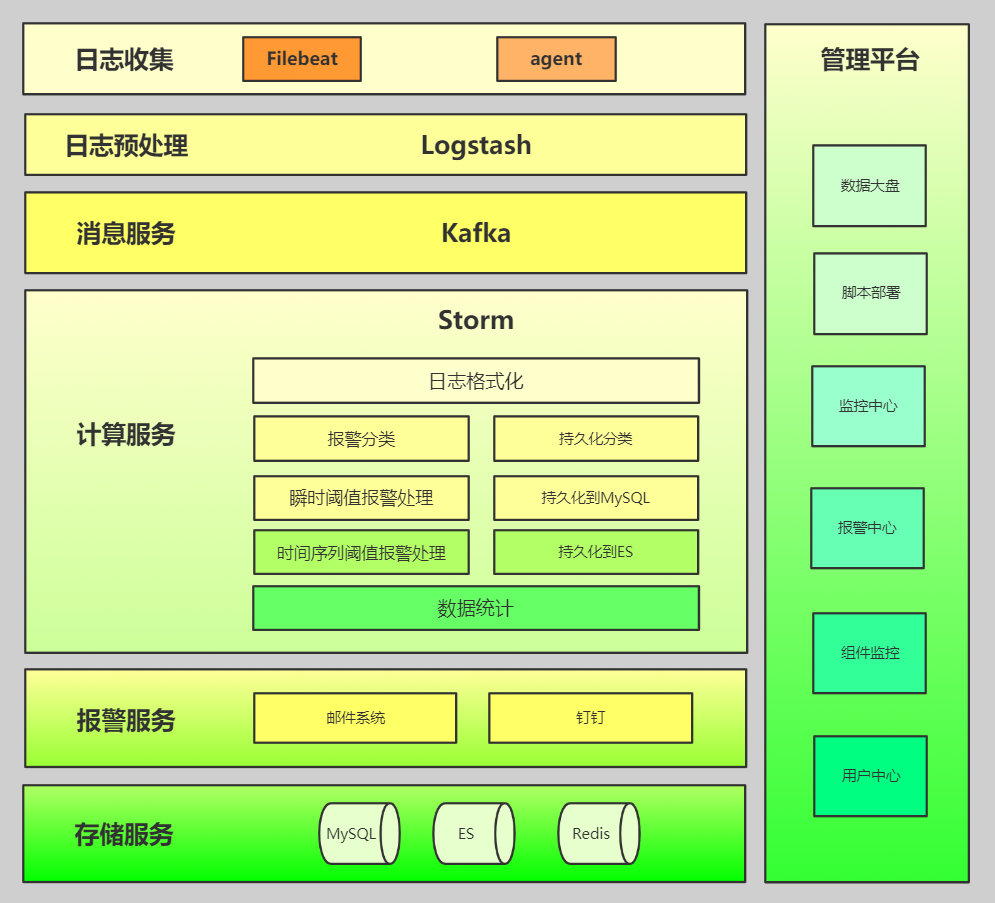 日志收集
Filebeat
agent
日志预处理
Logstash
消息服务
Kafka
计算服务
Storm
日志格式化
报警分类
持久化分类
瞬时阈值报警处理
持久化到MySQL
时间序列阈值报警处理
持久化到ES
数据统计
报警服务
邮件系统
钉钉
存储服务
MySQL
ES
Redis
管理平台
数据大盘
脚本部署
监控中心
报警中心
组件监控
用户中心